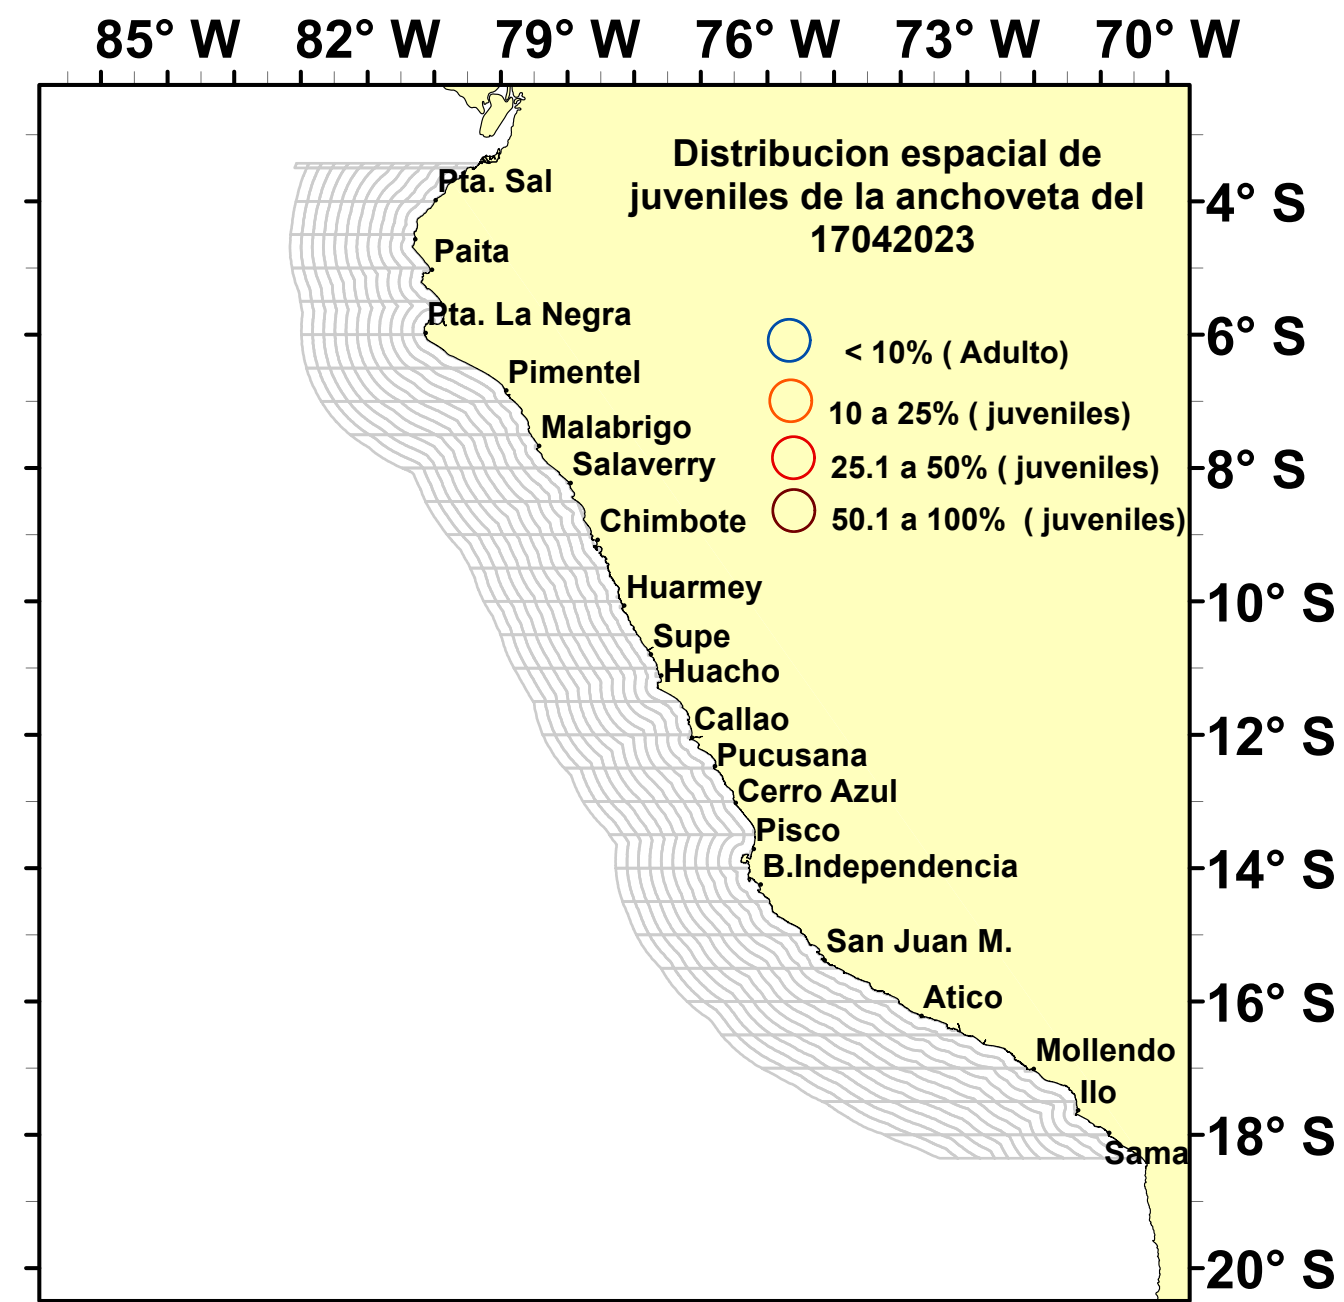 85° W 82° W 79° W 76° W 73° W 70° W
Distribucion espacial de
juveniles de la anchoveta del
17042023
Pta. Sal
4° S
Paita
Pta. La Negra
6° S
< 10% ( Adulto)
Pimentel
10 a 25% ( juveniles)
Malabrigo
Salaverry
25.1 a 50% ( juveniles)
8° S
Chimbote
50.1 a 100% ( juveniles)
Huarmey
10° S
Supe
Huacho
Callao
12° S
Pucusana
Cerro Azul
Pisco
B.Independencia
14° S
San Juan M.
Atico
16° S
Mollendo
Ilo
18° S
Sama
20° S